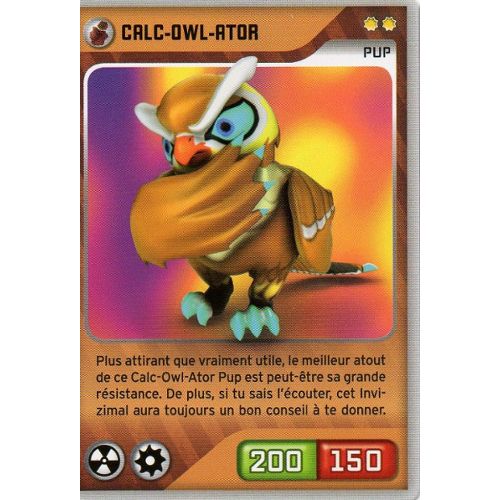 CALC-OWL-ATOR
PUP
Plus attirant que vraiment utile, le meilleur atout
de ce Calc-Owl-Ator Pup est peut-être sa grande
résistance. De plus, si tu sais l'écouter, cet Invi-
zimal aura toujours un bon conseil à te donner.
200 150